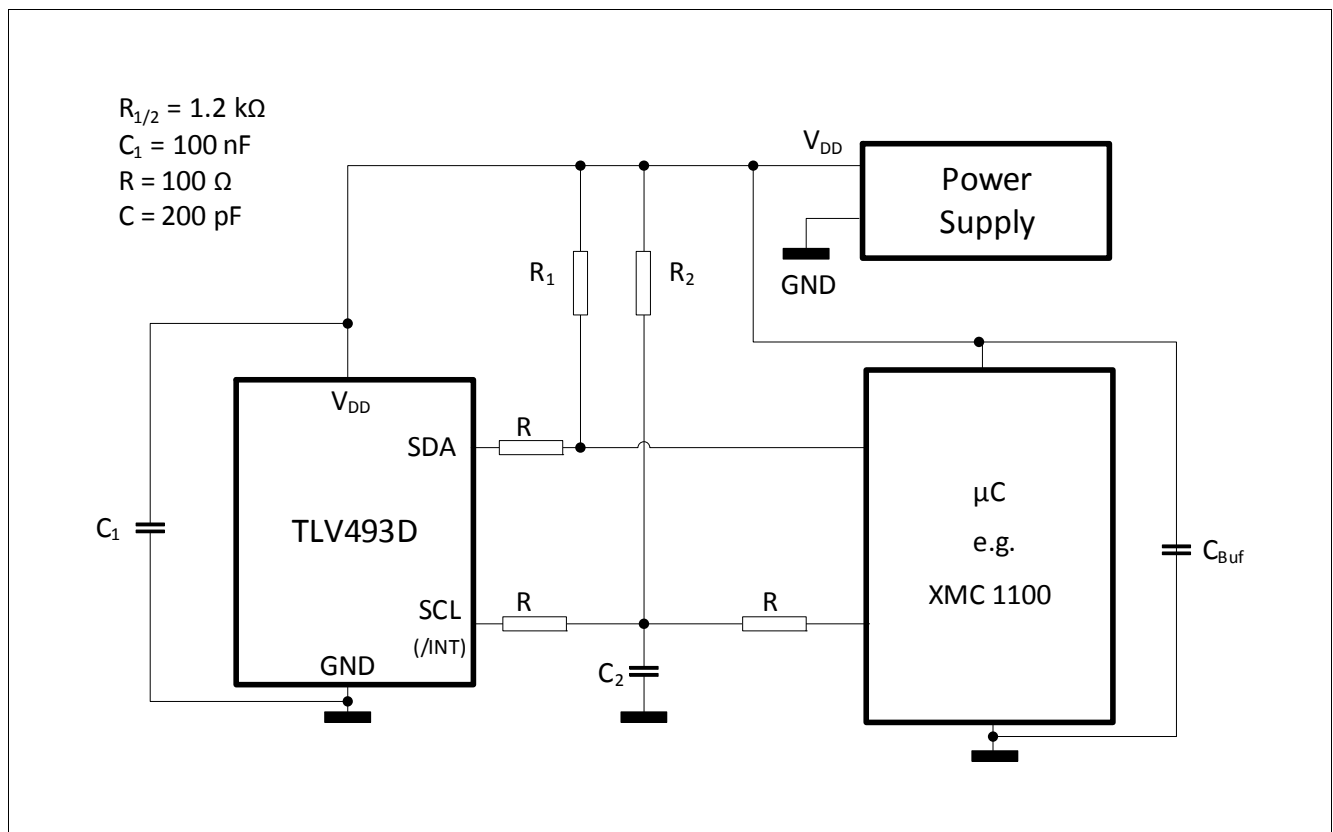 R1/2 = 1.2 kΩ
C1 = 100 nF
R = 100 Ω
C = 200 pF
VDD
Power
Supply
GND
R1
R2
VDD
SDA
R
TLV493D
C1
SCL
(/INT)
GND
R
R
C2
µC
e.g.
XMC 1100
CBuf